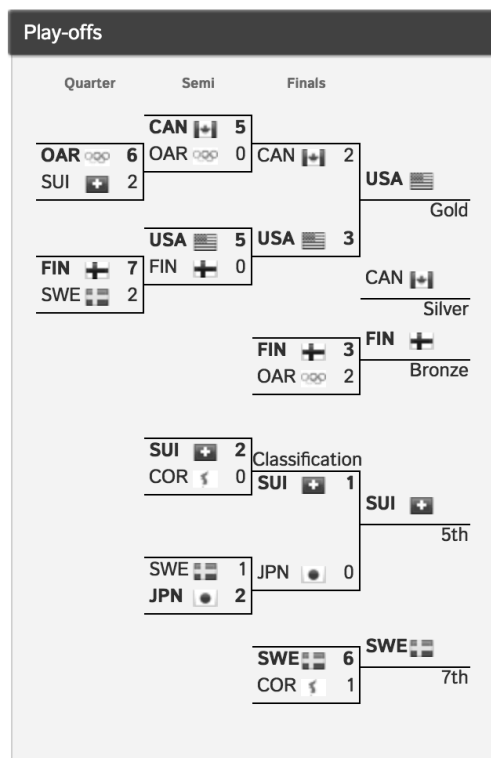 Play-offs
Quarter Semi Finals
CAN 5
OAR 6 OAR 0 CAN 2
SUI 2 USA
Gold
USA 5 USA 3
FIN 7 FIN 0 CAN
SWE 2 Silver
FIN 3 FIN
OAR 2 Bronze
SUI 2 Classification
COR 0 SUI 1
SUI
5th
SWE 1 JPN 0
JPN 2
SWE 6 SWE
COR 1 7th